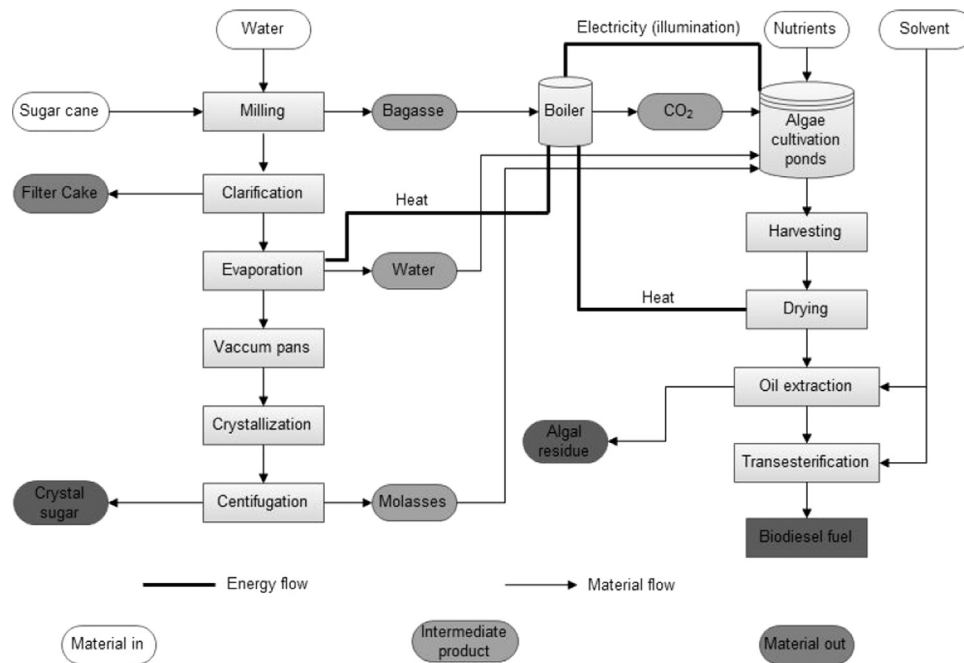 Water
Electricity (illumination)
Nutrients
Solvent
Sugar cane
Milling
Bagasse
Boiler
CO₂
Algae
cultivation
ponds
Filter Cake
Clarification
Heat
Harvesting
Evaporation
Water
Heat
Drying
Vaccum pans
Oil extraction
Crystallization
Algal
residue
Transesterification
Crystal
sugar
Centifugation
Molasses
Biodiesel fuel
Energy flow
Material flow
Material in
Intermediate
product
Material out